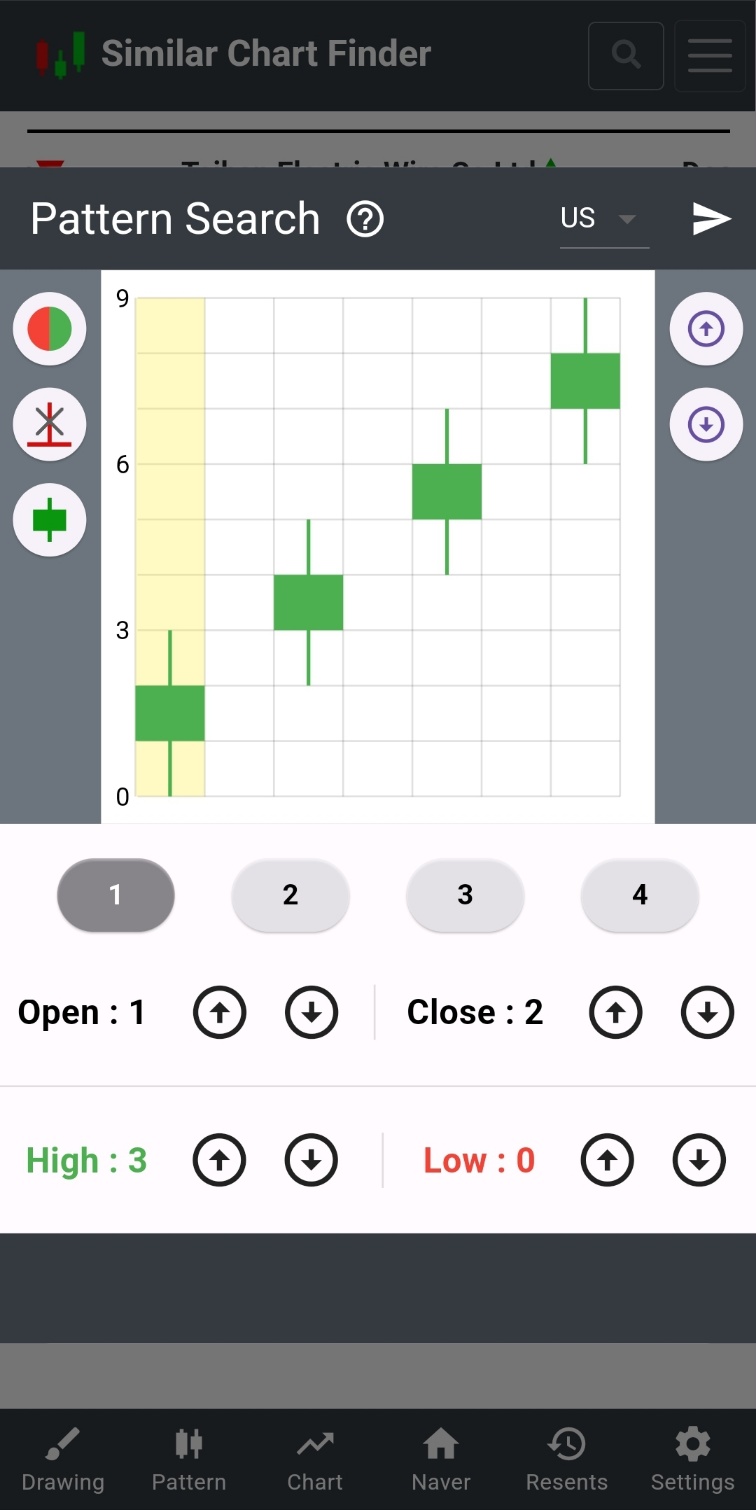 Similar Chart Finder
Pattern Search ? US
9
6
3
0
1 2 3 4
Open : 1 Close : 2
High : 3 Low : 0
Drawing Pattern Chart Naver Resents Settings